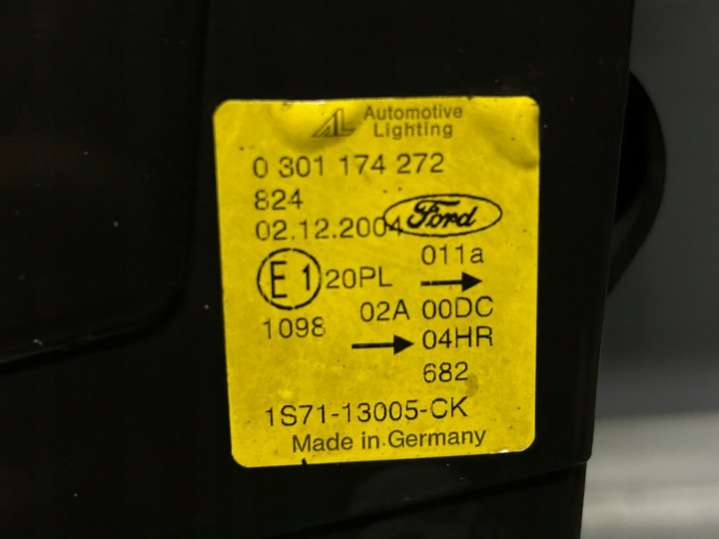 AL Automotive
Lighting
0 301 174 272
824
02.12.2004 Ford
011a
E1 20PL →
02A 00DC
1098 → 04HR
682
1S71-13005-CK
Made in Germany